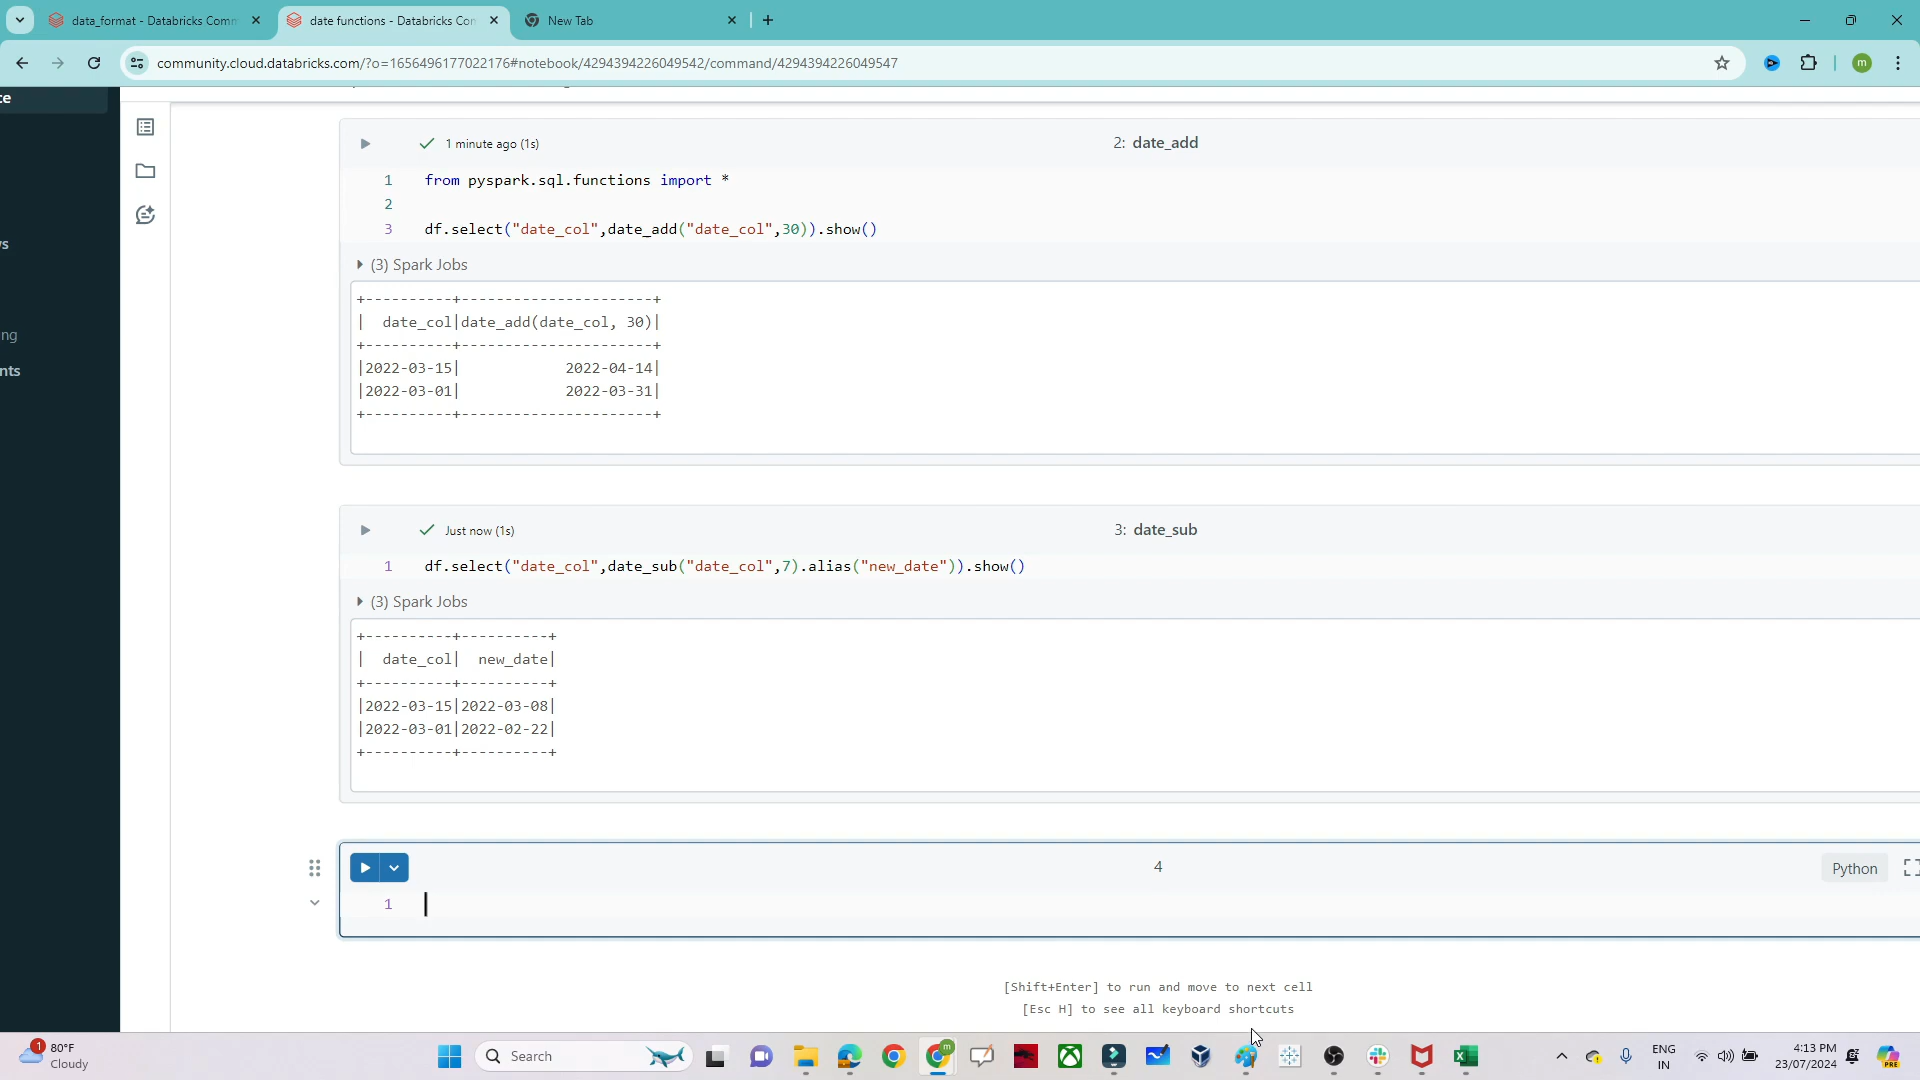 data_format - Databricks Comm
date functions - Databricks Con
New Tab
community.cloud.databricks.com/?o=1656496177022176#notebook/4294394226049542/command/4294394226049547
m
ce
s
ng
nts
1 minute ago (1s)
2: date_add
1 from pyspark.sql.functions import *
2
3 df.select("date_col",date_add("date_col",30)).show()
(3) Spark Jobs
+----------+---------------------+
|  date_col|date_add(date_col, 30)|
+----------+---------------------+
|2022-03-15|           2022-04-14|
|2022-03-01|           2022-03-31|
+----------+---------------------+
Just now (1s)
3: date_sub
1 df.select("date_col",date_sub("date_col",7).alias("new_date")).show()
(3) Spark Jobs
+----------+----------+
|  date_col|  new_date|
+----------+----------+
|2022-03-15|2022-03-08|
|2022-03-01|2022-02-22|
+----------+----------+
4
Python
1
[Shift+Enter] to run and move to next cell
[Esc H] to see all keyboard shortcuts
1
80°F
Cloudy
Search
m
ENG
IN
4:13 PM
23/07/2024
PRE